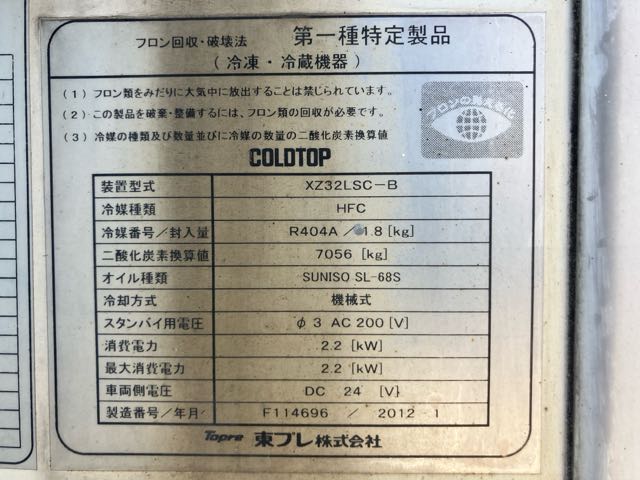 フロン回収・破壊法 第一種特定製品
(冷凍・冷蔵機器)
(1) フロン類をみだりに大気中に放出することは禁じられています。
(2) この製品を破棄・整備するには、フロン類の回収が必要です。
(3) 冷媒の種類及び数量並びに冷媒の数量の二酸化炭素換算値
フロンの見える化
COLDTOP
装置型式 XZ32LSC-B
冷媒種類 HFC
冷媒番号/封入量 R404A / 1.8 [kg]
二酸化炭素換算値 7056 [kg]
オイル種類 SUNISO SL-68S
冷却方式 機械式
スタンバイ用電圧 φ3 AC 200 [V]
消費電力 2.2 [kW]
最大消費電力 2.2 [kW]
車両側電圧 DC 24 [V]
製造番号/年月 F114696 / 2012 1
Topre 東プレ株式会社